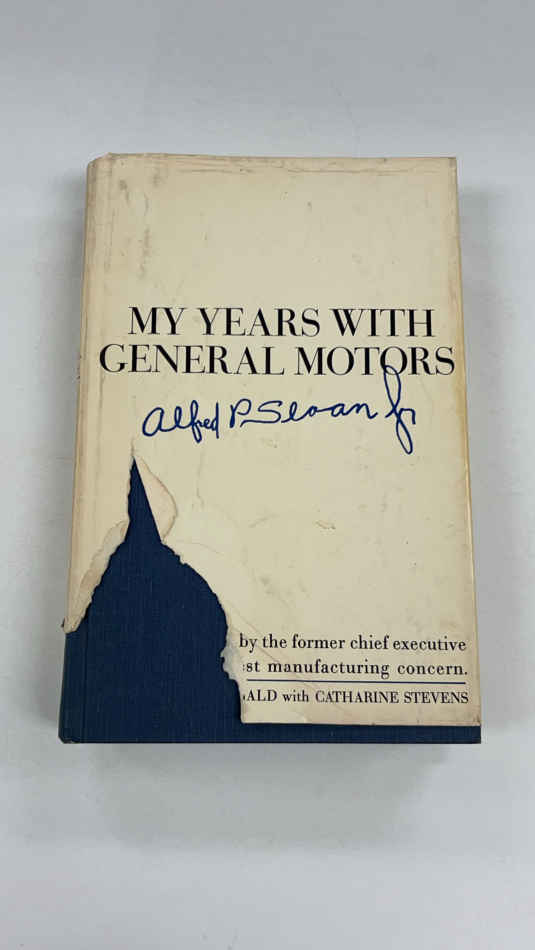 MY YEARS WITH
GENERAL MOTORS
Alfred P. Sloan Jr
by the former chief executive
st manufacturing concern.
ALD with CATHARINE STEVENS